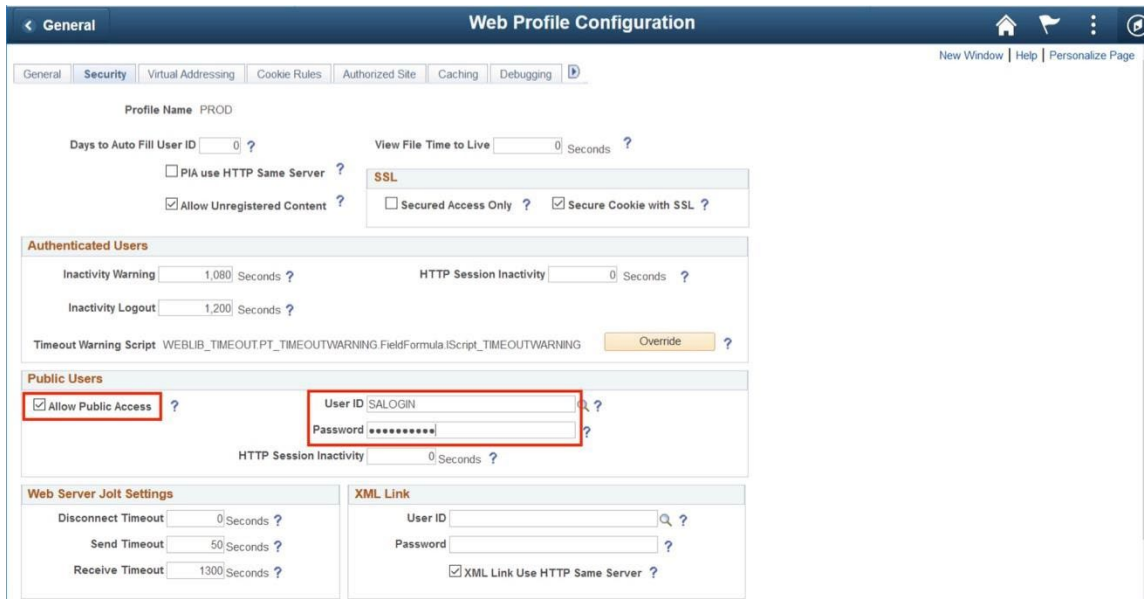 General
Web Profile Configuration
New Window | Help | Personalize Page
General Security Virtual Addressing Cookie Rules Authorized Site Caching Debugging
Profile Name PROD
Days to Auto Fill User ID 0 ? View File Time to Live 0 Seconds ?
PIA use HTTP Same Server ?
SSL
Allow Unregistered Content ? Secured Access Only ? Secure Cookie with SSL ?
Authenticated Users
Inactivity Warning 1,080 Seconds ? HTTP Session Inactivity 0 Seconds ?
Inactivity Logout 1,200 Seconds ?
Timeout Warning Script WEBLIB_TIMEOUT.PT_TIMEOUTWARNING.FieldFormula.IScript_TIMEOUTWARNING Override ?
Public Users
Allow Public Access ? User ID SALOGIN ?
Password •••••••••• ?
HTTP Session Inactivity 0 Seconds ?
Web Server Jolt Settings XML Link
Disconnect Timeout 0 Seconds ? User ID ?
Send Timeout 50 Seconds ? Password ?
Receive Timeout 1300 Seconds ? XML Link Use HTTP Same Server ?